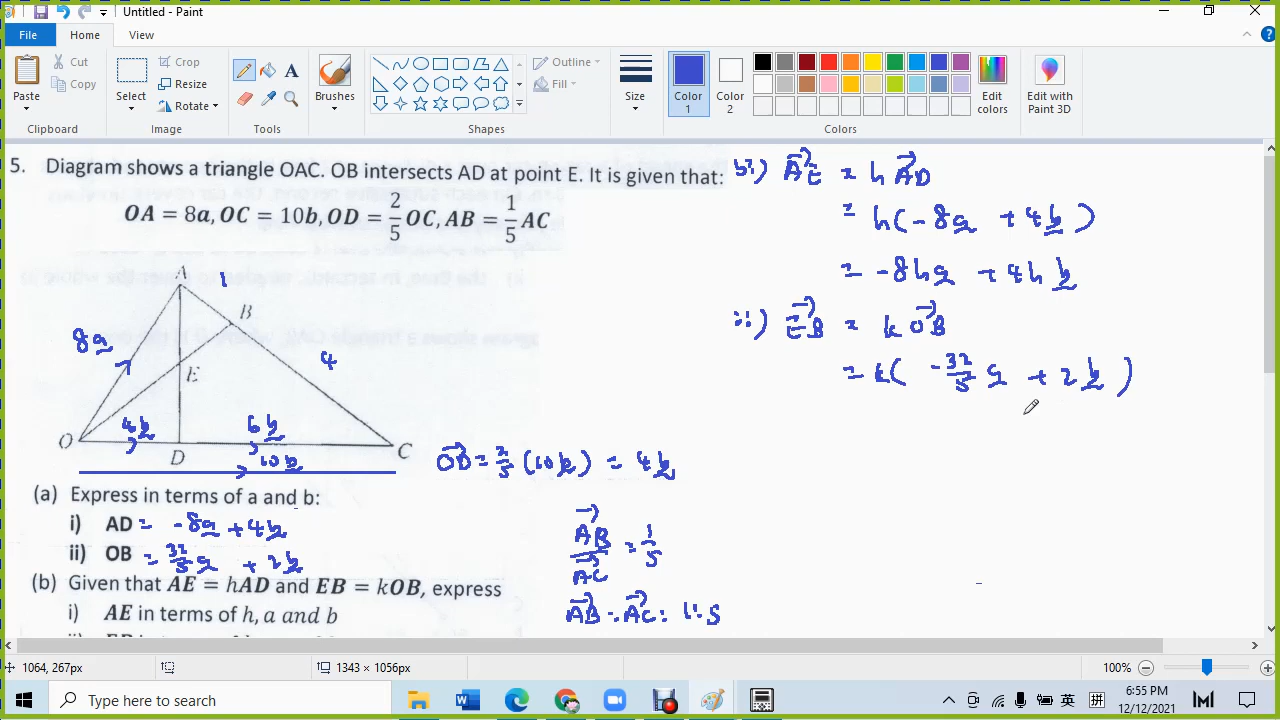 Untitled - Paint
File
Home
View
Paste
Cut
Copy
Clipboard
Select
Crop
Resize
Rotate
Image
Tools
Brushes
Shapes
Outline
Fill
Size
Color 1
Color 2
Colors
Edit colors
Edit with Paint 3D
5. Diagram shows a triangle OAC. OB intersects AD at point E. It is given that:
OA = 8a, OC = 10b, OD = 2/5 OC, AB = 1/5 AC
A
1
B
8a
4
E
O
4b
6b
C
D
10b
OD = 2/5 (10b) = 4b
(a) Express in terms of a and b:
i) AD = -8a + 4b
ii) OB = 32/5 a + 2b
AB/AC = 1/5
AB : AC = 1:5
(b) Given that AE = hAD and EB = kOB, express
i) AE in terms of h, a and b
bi) AE = h AD
= h(-8a + 4b)
= -8ha + 4hb
ii) EB = k OB
= k( -32/5 a + 2b )
1064, 267px
1343 × 1056px
100%
Type here to search
英
拼
6:55 PM
12/12/2021